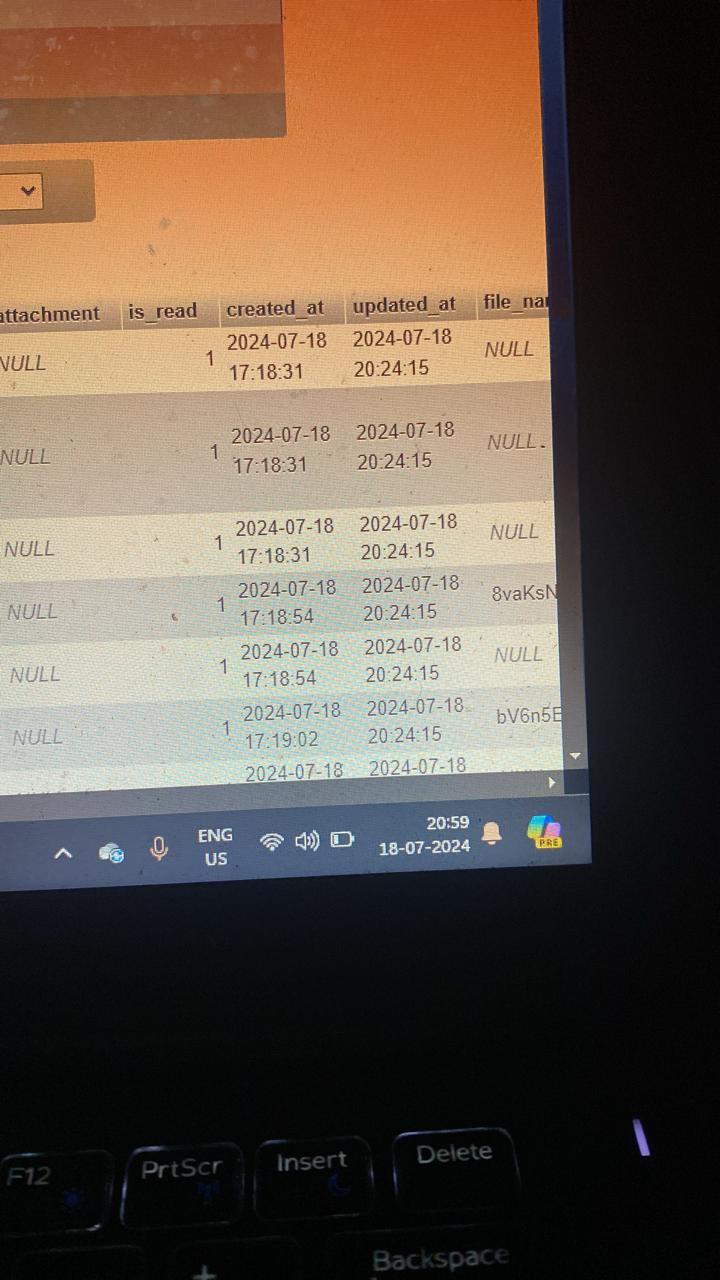 attachment is_read created_at updated_at
NULL 1 2024-07-18 17:18:31 2024-07-18 20:24:15 NULL
NULL 1 2024-07-18 17:18:31 2024-07-18 20:24:15 NULL
NULL 1 2024-07-18 17:18:31 2024-07-18 20:24:15 NULL
NULL 1 2024-07-18 17:18:54 2024-07-18 20:24:15 8vaKsN
NULL 1 2024-07-18 17:18:54 2024-07-18 20:24:15 NULL
NULL 1 2024-07-18 17:19:02 2024-07-18 20:24:15 bV6n5E
2024-07-18 2024-07-18
ENG
US
20:59
18-07-2024
PRE
F12 PrtScr Insert Delete
+ Backspace